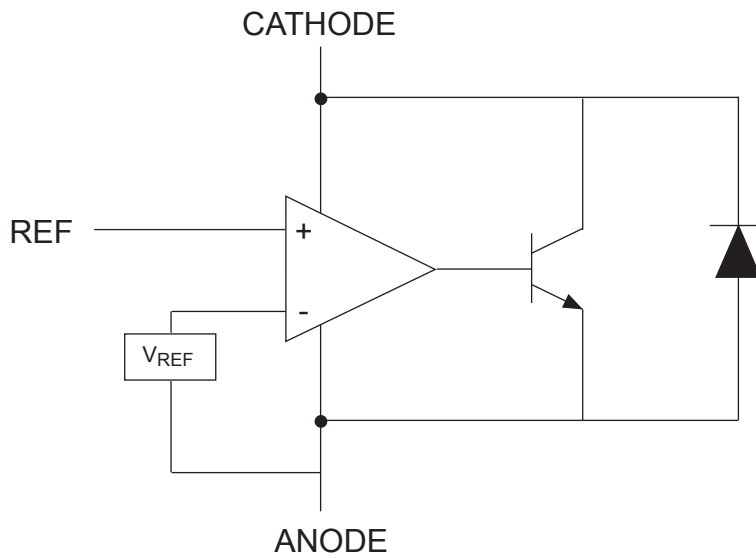 CATHODE
REF
+
-
VREF
ANODE